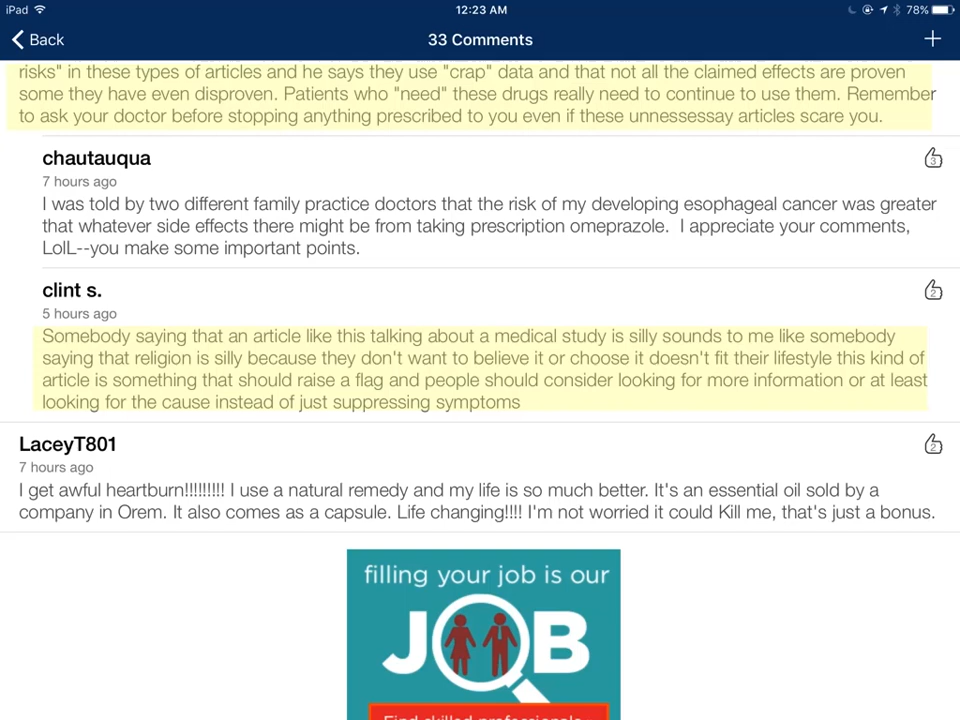 iPad
12:23 AM
78%
Back
33 Comments
risks" in these types of articles and he says they use "crap" data and that not all the claimed effects are proven
some they have even disproven. Patients who "need" these drugs really need to continue to use them. Remember
to ask your doctor before stopping anything prescribed to you even if these unnessessay articles scare you.
chautauqua
3
7 hours ago
I was told by two different family practice doctors that the risk of my developing esophageal cancer was greater
that whatever side effects there might be from taking prescription omeprazole.  I appreciate your comments,
LolL--you make some important points.
clint s.
2
5 hours ago
Somebody saying that an article like this talking about a medical study is silly sounds to me like somebody
saying that religion is silly because they don't want to believe it or choose it doesn't fit their lifestyle this kind of
article is something that should raise a flag and people should consider looking for more information or at least
looking for the cause instead of just suppressing symptoms
LaceyT801
2
7 hours ago
I get awful heartburn!!!!!!!!! I use a natural remedy and my life is so much better. It's an essential oil sold by a
company in Orem. It also comes as a capsule. Life changing!!!! I'm not worried it could Kill me, that's just a bonus.
filling your job is our
JOB
Find skilled professionals